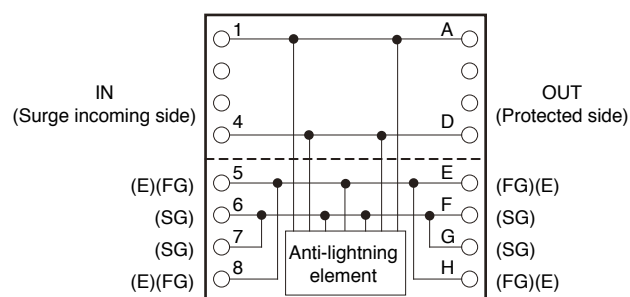 1 A
IN
(Surge incoming side)
OUT
(Protected side)
4 D
(E)(FG) 5 E (FG)(E)
(SG) 6 F (SG)
(SG) 7 G (SG)
(E)(FG) 8 H (FG)(E)
Anti-lightning
element